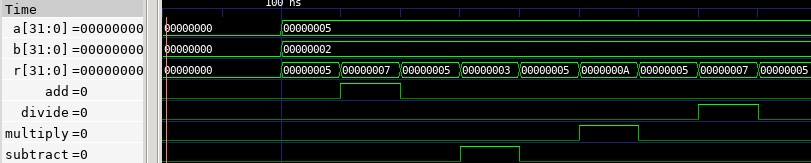 Time 100 ns
a[31:0]=00000000 00000000 00000005
b[31:0]=00000000 00000000 00000002
r[31:0]=00000000 00000000 00000005 00000007 00000005 00000003 00000005 0000000A 00000005 00000007 00000005
add=0
divide=0
multiply=0
subtract=0